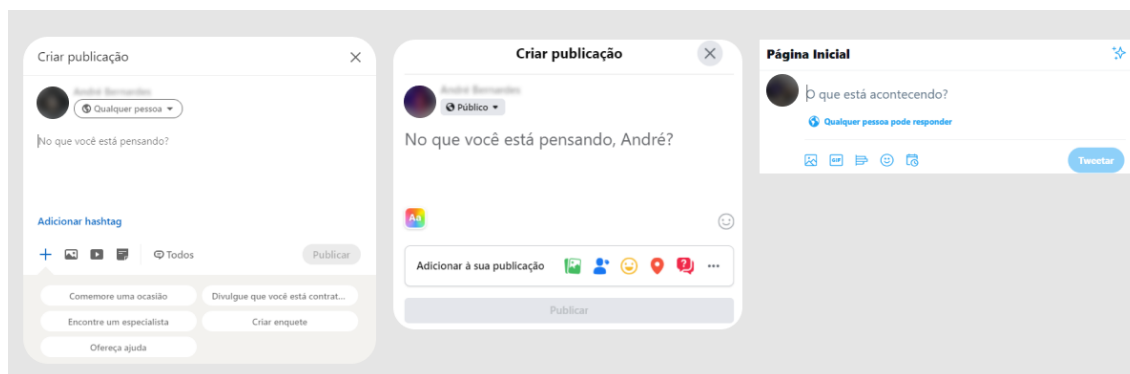 Criar publicação
Qualquer pessoa
No que você está pensando?
Adicionar hashtag
Todos
Publicar
Comemore uma ocasião
Divulgue que você está contrat...
Encontre um especialista
Criar enquete
Ofereça ajuda
Criar publicação
Público
No que você está pensando, André?
Aa
Adicionar à sua publicação
Publicar
Página Inicial
O que está acontecendo?
Qualquer pessoa pode responder
GIF
Tweetar